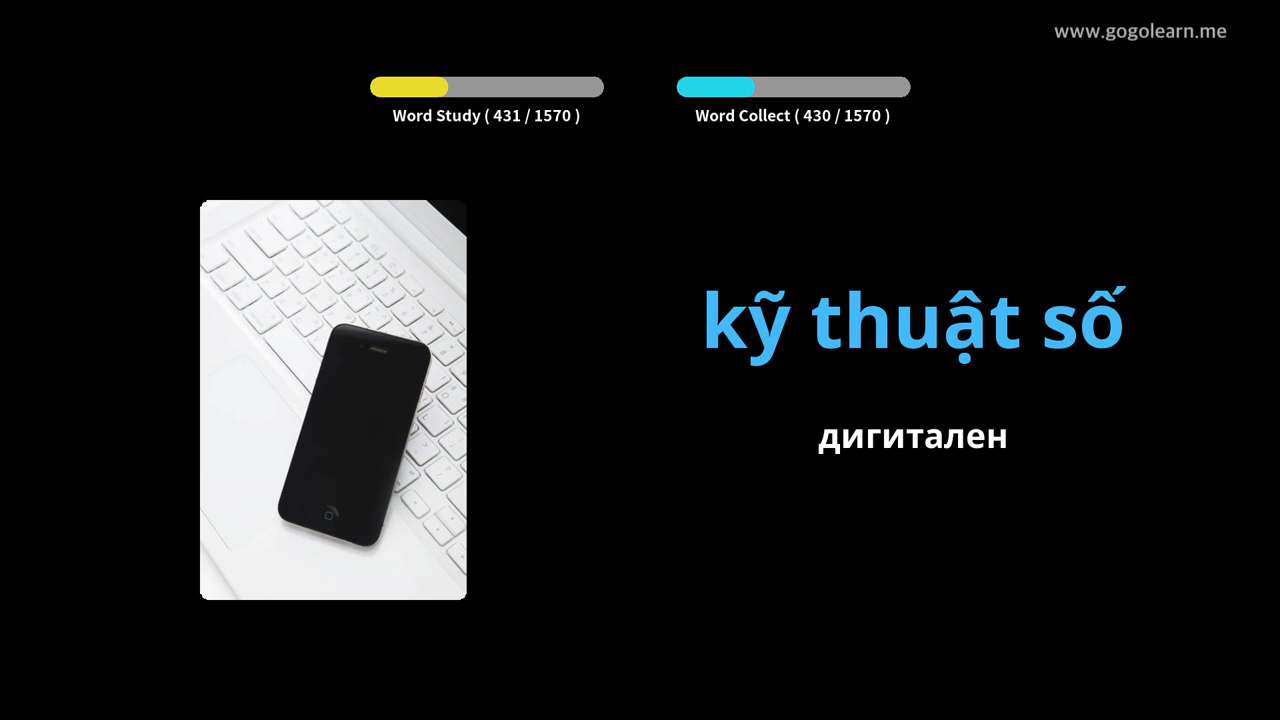 www.gogolearn.me
Word Study ( 431 / 1570 )
Word Collect ( 430 / 1570 )
kỹ thuật số
дигитален